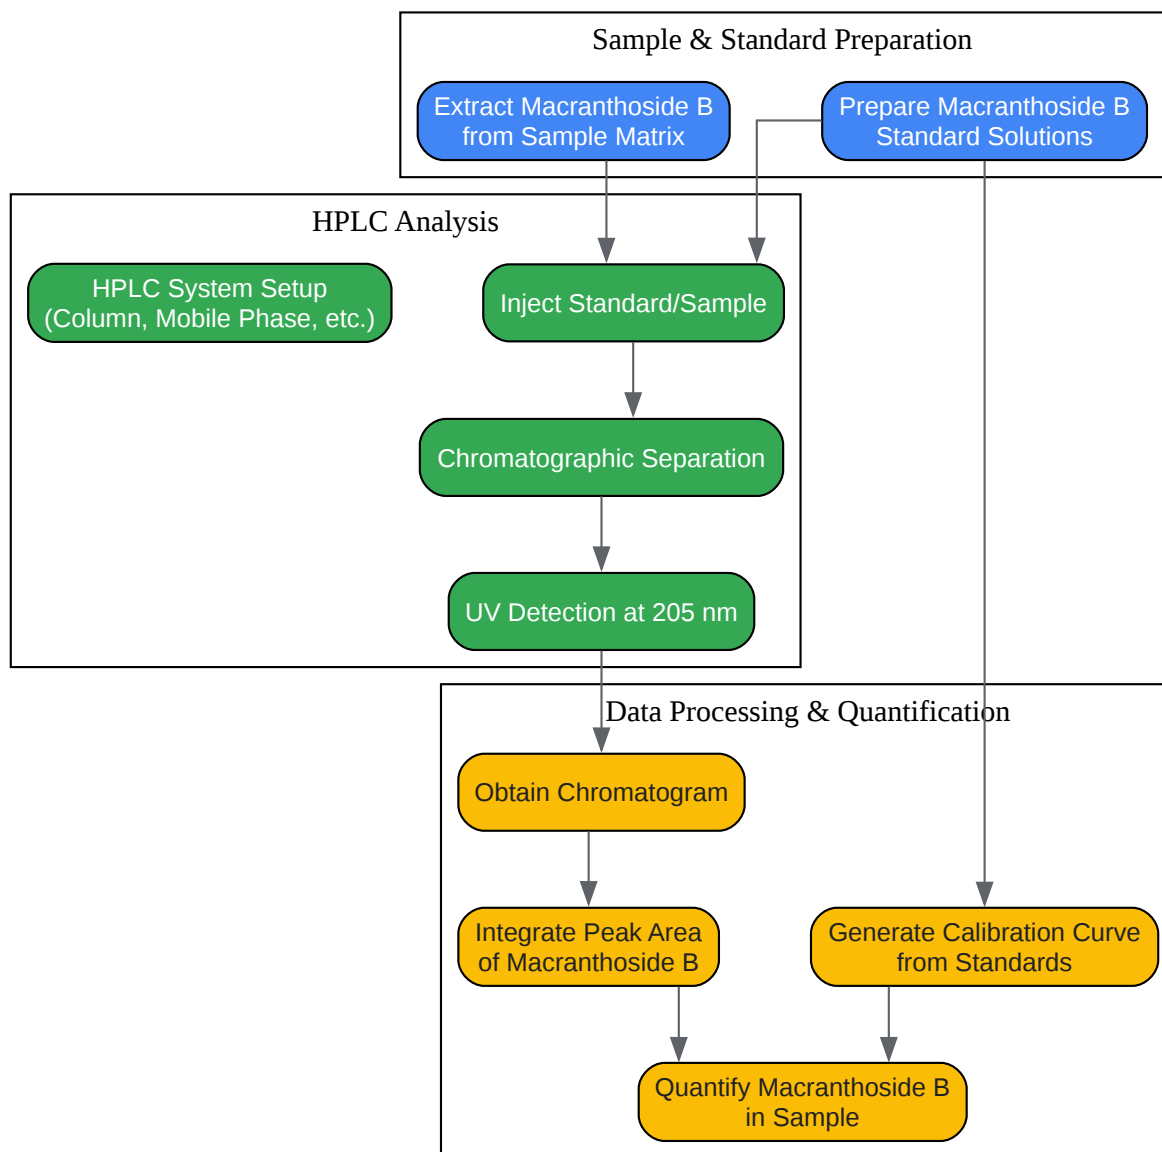 Sample & Standard Preparation
Extract Macranthoside B
from Sample Matrix
Prepare Macranthoside B
Standard Solutions
HPLC Analysis
HPLC System Setup
(Column, Mobile Phase, etc.)
Inject Standard/Sample
Chromatographic Separation
UV Detection at 205 nm
Data Processing & Quantification
Obtain Chromatogram
Integrate Peak Area
of Macranthoside B
Generate Calibration Curve
from Standards
Quantify Macranthoside B
in Sample